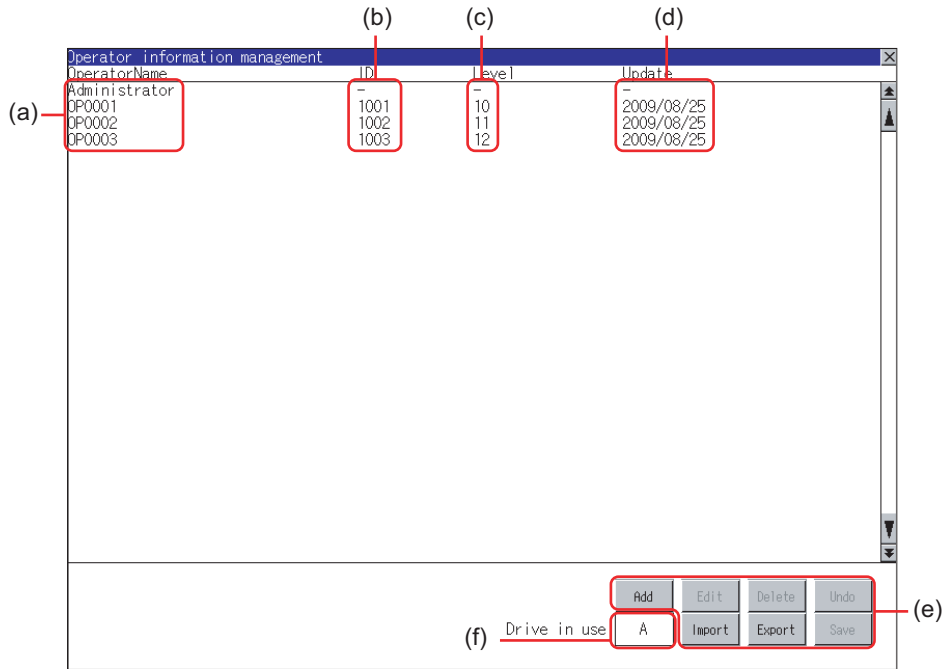 (b) (c) (d)
Operator information management
OperatorName ID Level Update
(a)
Administrator - - -
OP0001 1001 10 2009/08/25
OP0002 1002 11 2009/08/25
OP0003 1003 12 2009/08/25
Add Edit Delete Undo
(e)
(f) Drive in use A Import Export Save